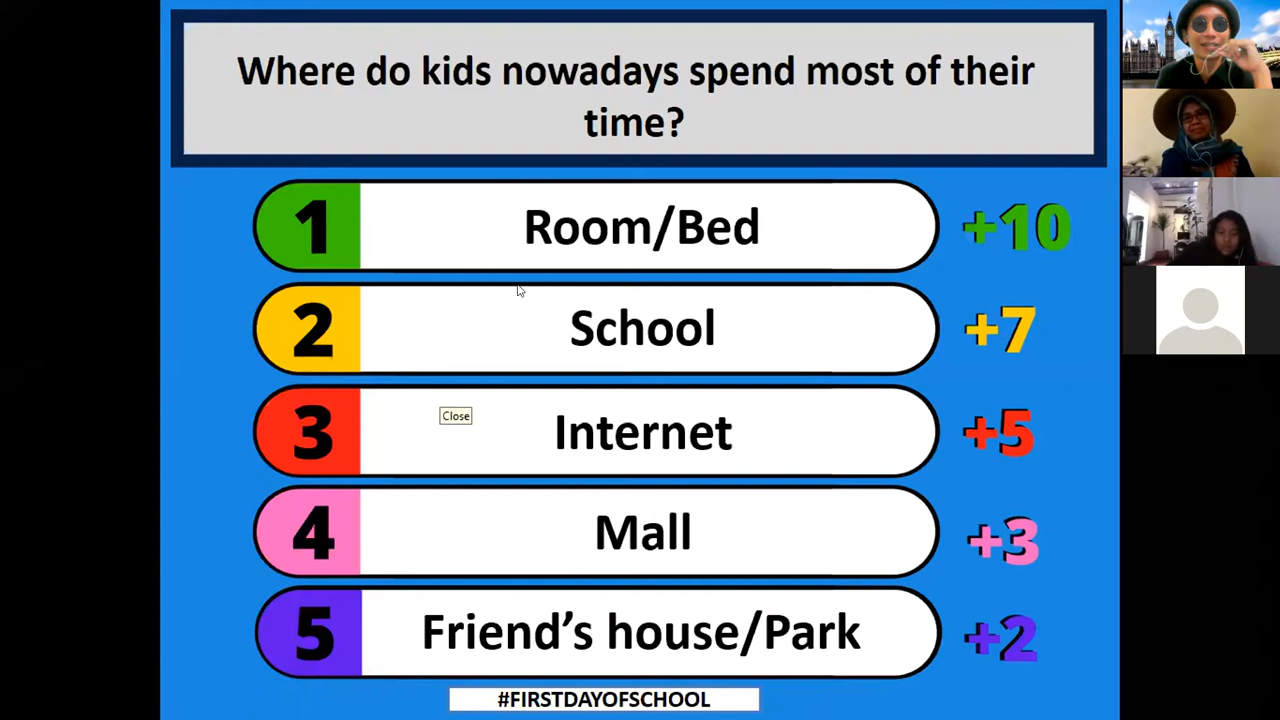 Where do kids nowadays spend most of their
time?
1 Room/Bed +10
2 School +7
Close
3 Internet +5
4 Mall +3
5 Friend’s house/Park +2
#FIRSTDAYOFSCHOOL